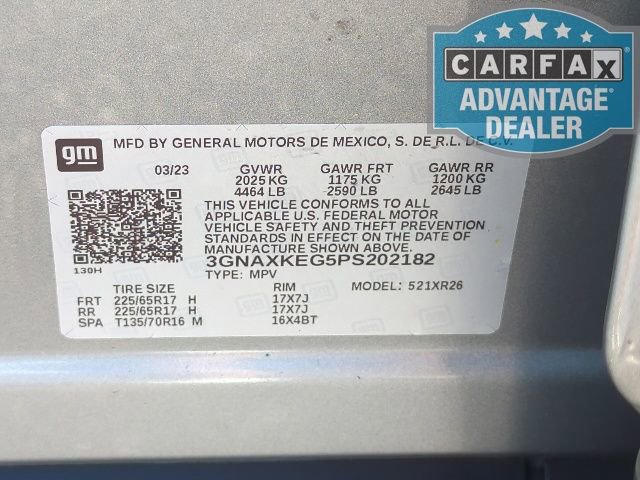 CARFAX
ADVANTAGE
DEALER
gm
MFD BY GENERAL MOTORS DE MEXICO, S. DE R.L. DE C.V.
03/23 GVWR GAWR FRT GAWR RR
2025 KG 1175 KG 1200 KG
4464 LB 2590 LB 2645 LB
THIS VEHICLE CONFORMS TO ALL
APPLICABLE U.S. FEDERAL MOTOR
VEHICLE SAFETY AND THEFT PREVENTION
STANDARDS IN EFFECT ON THE DATE OF
MANUFACTURE SHOWN ABOVE.
130H 3GNAXKEG5PS202182
TYPE: MPV
TIRE SIZE RIM MODEL: 521XR26
FRT 225/65R17 H 17X7J
RR 225/65R17 H 17X7J
SPA T135/70R16 M 16X4BT